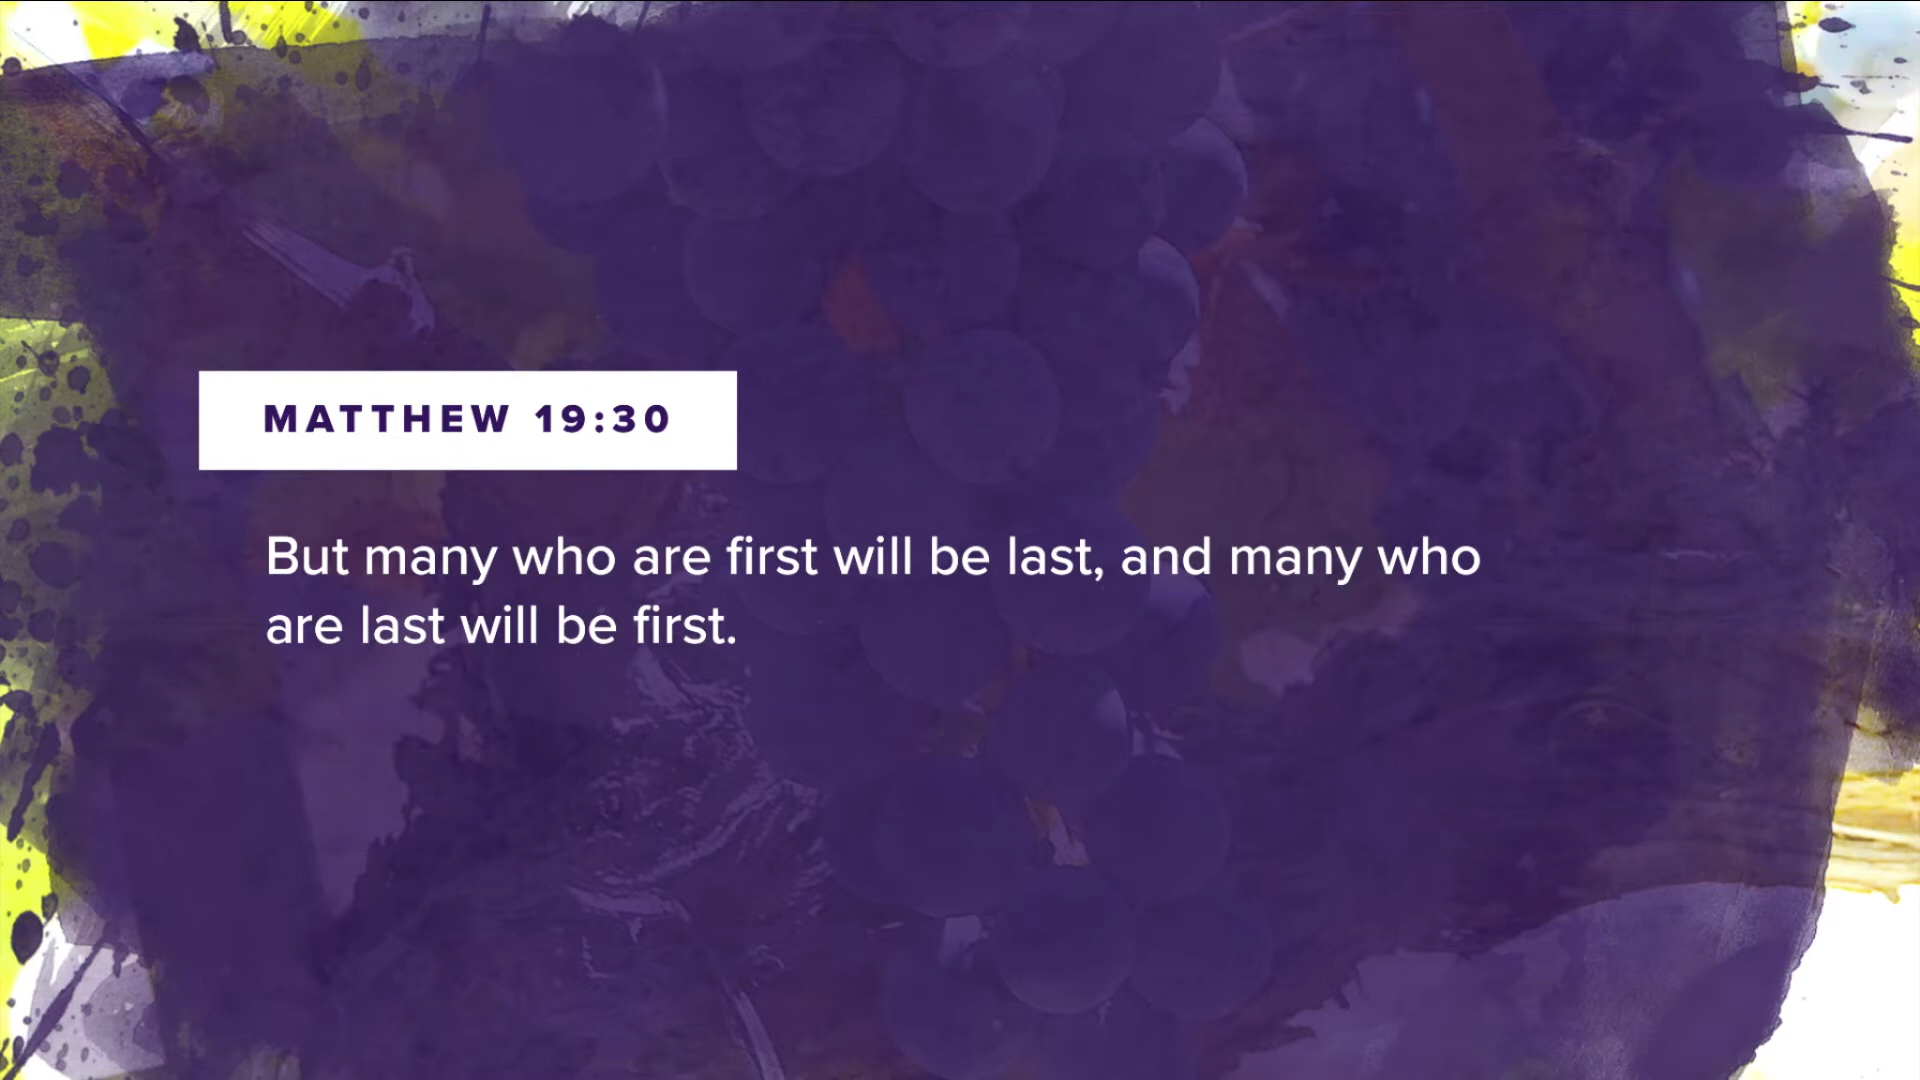 MATTHEW 19:30
But many who are first will be last, and many who
are last will be first.